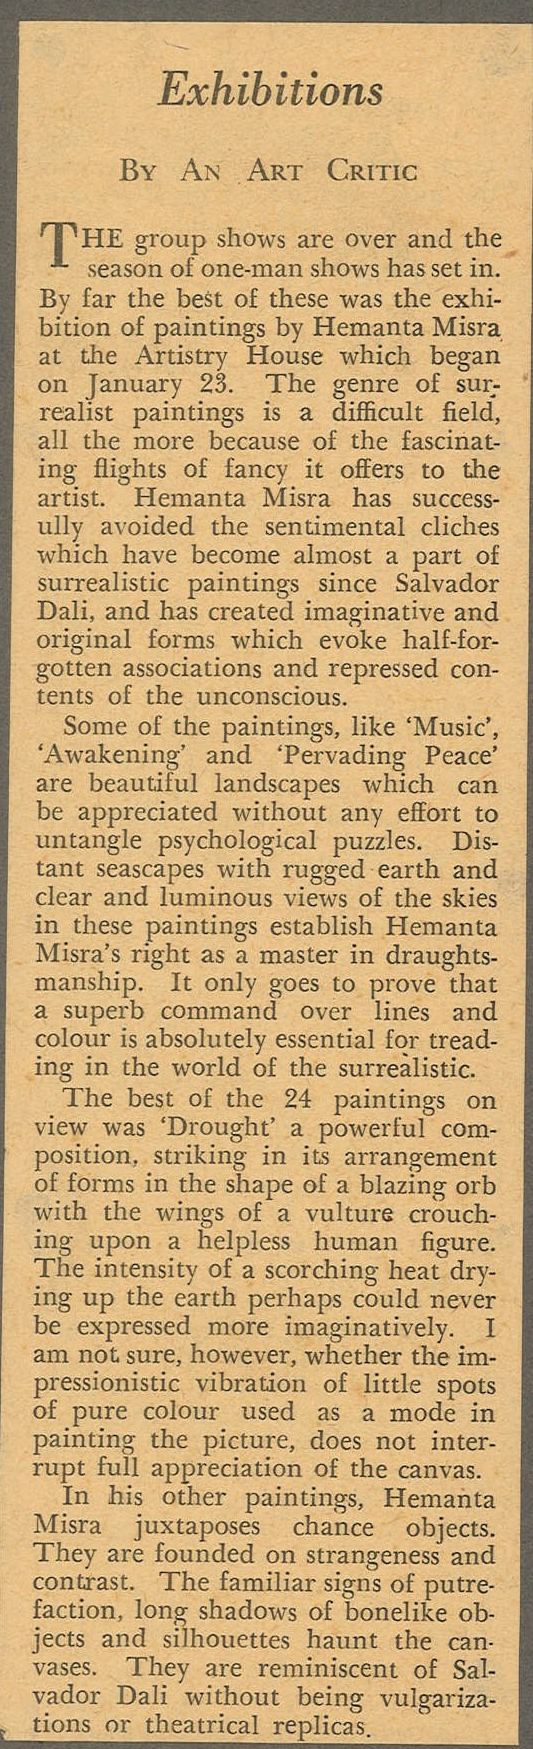 Exhibitions
BY AN ART CRITIC
THE group shows are over and the
season of one-man shows has set in.
By far the best of these was the exhi-
bition of paintings by Hemanta Misra
at the Artistry House which began
on January 23. The genre of sur-
realist paintings is a difficult field,
all the more because of the fascinat-
ing flights of fancy it offers to the
artist. Hemanta Misra has success-
ully avoided the sentimental cliches
which have become almost a part of
surrealistic paintings since Salvador
Dali, and has created imaginative and
original forms which evoke half-for-
gotten associations and repressed con-
tents of the unconscious.
Some of the paintings, like ‘Music’,
‘Awakening’ and ‘Pervading Peace’
are beautiful landscapes which can
be appreciated without any effort to
untangle psychological puzzles. Dis-
tant seascapes with rugged earth and
clear and luminous views of the skies
in these paintings establish Hemanta
Misra’s right as a master in draughts-
manship. It only goes to prove that
a superb command over lines and
colour is absolutely essential for tread-
ing in the world of the surrealistic.
The best of the 24 paintings on
view was ‘Drought’ a powerful com-
position, striking in its arrangement
of forms in the shape of a blazing orb
with the wings of a vulture crouch-
ing upon a helpless human figure.
The intensity of a scorching heat dry-
ing up the earth perhaps could never
be expressed more imaginatively. I
am not sure, however, whether the im-
pressionistic vibration of little spots
of pure colour used as a mode in
painting the picture, does not inter-
rupt full appreciation of the canvas.
In his other paintings, Hemanta
Misra juxtaposes chance objects.
They are founded on strangeness and
contrast. The familiar signs of putre-
faction, long shadows of bonelike ob-
jects and silhouettes haunt the can-
vases. They are reminiscent of Sal-
vador Dali without being vulgariza-
tions or theatrical replicas.